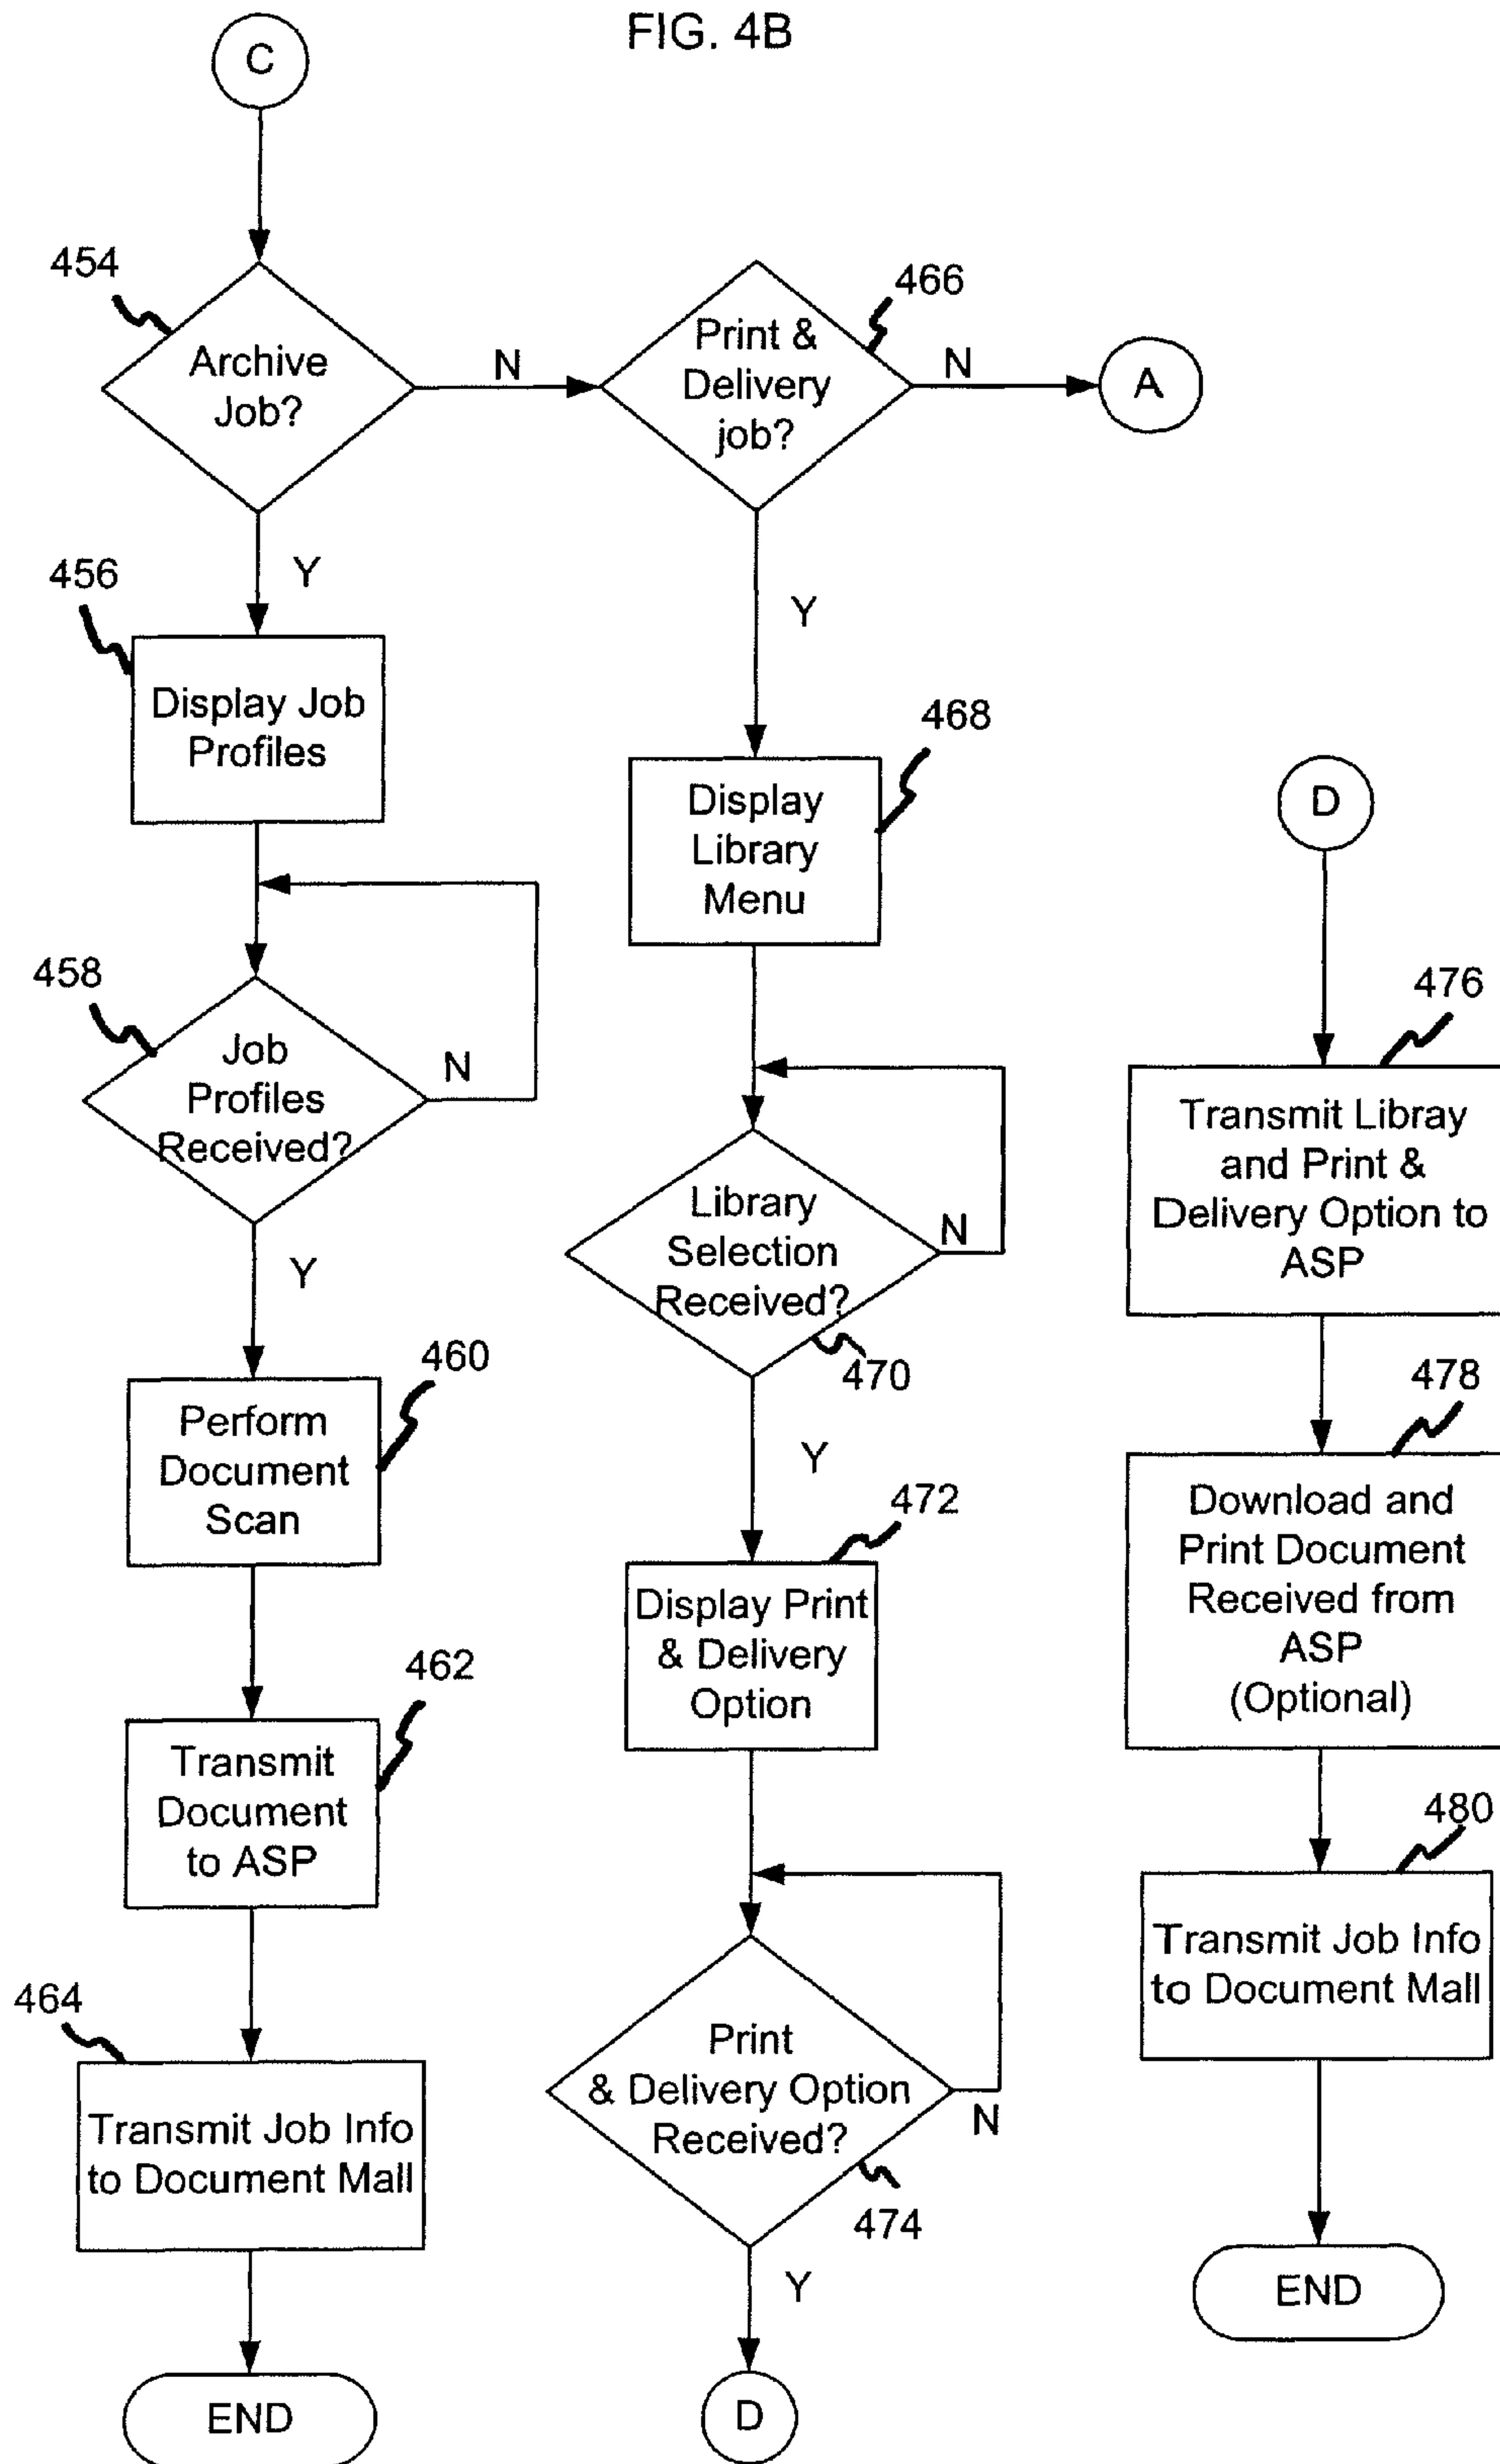 FIG. 4B
C
454
Archive
Job?
N
Y
466
Print &
Delivery
job?
N
A
Y
456
Display Job
Profiles
458
Job
Profiles
Received?
N
Y
460
Perform
Document
Scan
462
Transmit
Document
to ASP
464
Transmit Job Info
to Document Mall
END
468
Display
Library
Menu
Library
Selection
Received?
N
470
Y
472
Display Print
& Delivery
Option
Print
& Delivery Option
Received?
N
474
Y
D
D
476
Transmit Libray
and Print &
Delivery Option to
ASP
478
Download and
Print Document
Received from
ASP
(Optional)
480
Transmit Job Info
to Document Mall
END